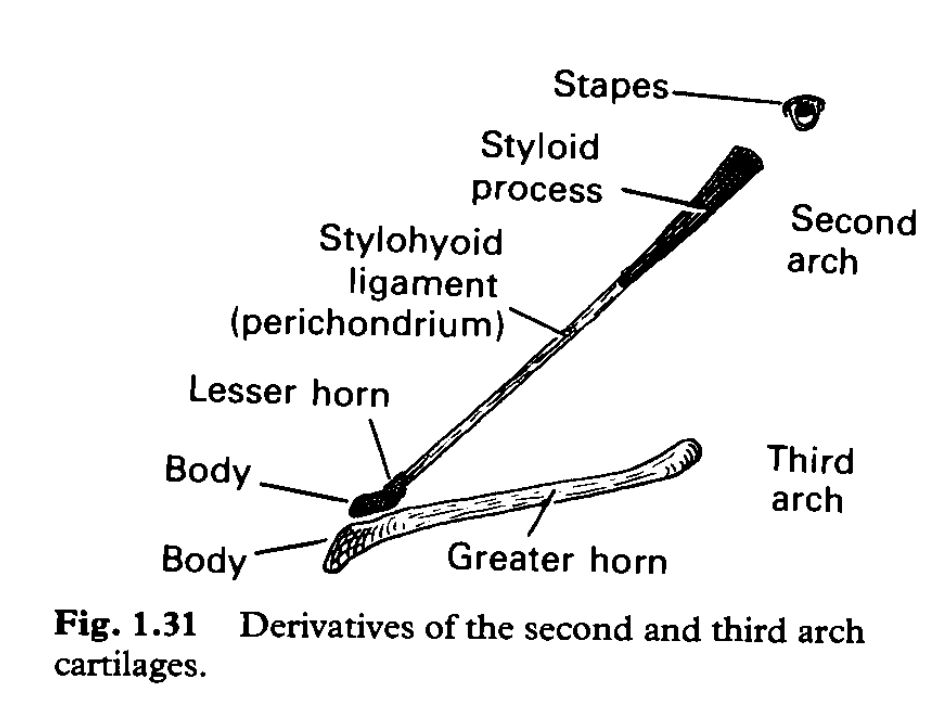 Stapes
Styloid
process
Second
arch
Stylohyoid
ligament
(perichondrium)
Lesser horn
Body
Third
arch
Body
Greater horn
Fig. 1.31 Derivatives of the second and third arch
cartilages.